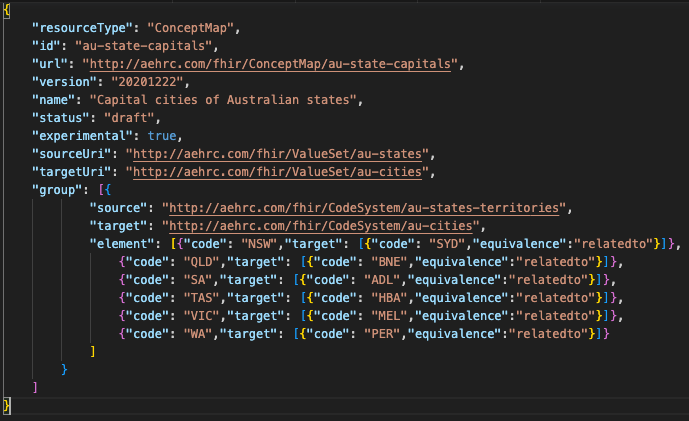 {
"resourceType": "ConceptMap",
"id": "au-state-capitals",
"url": "http://aehrc.com/fhir/ConceptMap/au-state-capitals",
"version": "20201222",
"name": "Capital cities of Australian states",
"status": "draft",
"experimental": true,
"sourceUri": "http://aehrc.com/fhir/ValueSet/au-states",
"targetUri": "http://aehrc.com/fhir/ValueSet/au-cities",
"group": [{
"source": "http://aehrc.com/fhir/CodeSystem/au-states-territories",
"target": "http://aehrc.com/fhir/CodeSystem/au-cities",
"element": [{"code": "NSW","target": [{"code": "SYD","equivalence":"relatedto"}]},
{"code": "QLD","target": [{"code": "BNE","equivalence":"relatedto"}]},
{"code": "SA","target": [{"code": "ADL","equivalence":"relatedto"}]},
{"code": "TAS","target": [{"code": "HBA","equivalence":"relatedto"}]},
{"code": "VIC","target": [{"code": "MEL","equivalence":"relatedto"}]},
{"code": "WA","target": [{"code": "PER","equivalence":"relatedto"}]}
]
}
]
}